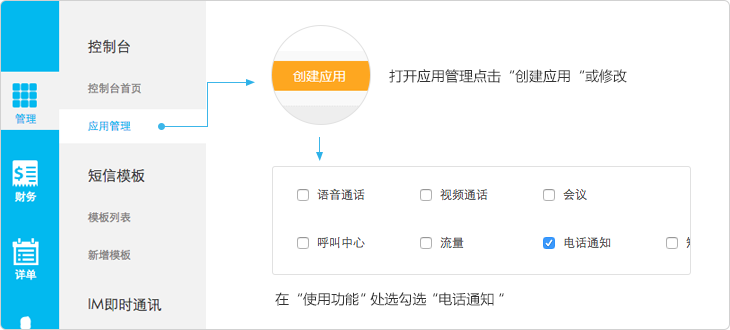 管理
财务
详单
控制台
控制台首页
应用管理
短信模板
模板列表
新增模板
IM即时通讯
创建应用
打开应用管理点击“创建应用“或修改
语音通话 视频通话 会议
呼叫中心 流量 电话通知
在“使用功能”处选勾选“电话通知“